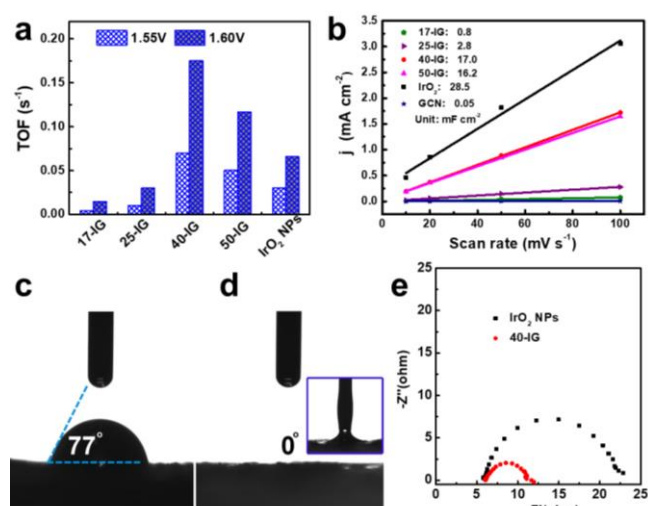 a
1.55V 1.60V
TOF (s⁻¹)
0.20
0.15
0.10
0.05
0.00
17-IG 25-IG 40-IG 50-IG IrO₂ NPs
b
17-IG: 0.8
25-IG: 2.8
40-IG: 17.0
50-IG: 16.2
IrO₂: 28.5
GCN: 0.05
Unit: mF cm⁻²
j (mA cm⁻²)
3.5
3.0
2.5
2.0
1.5
1.0
0.5
0.0
0 20 40 60 80 100
Scan rate (mV s⁻¹)
c
77°
d
0°
e
IrO₂ NPs
40-IG
-Z''(ohm)
25
20
15
10
5
0
0 5 10 15 20 25